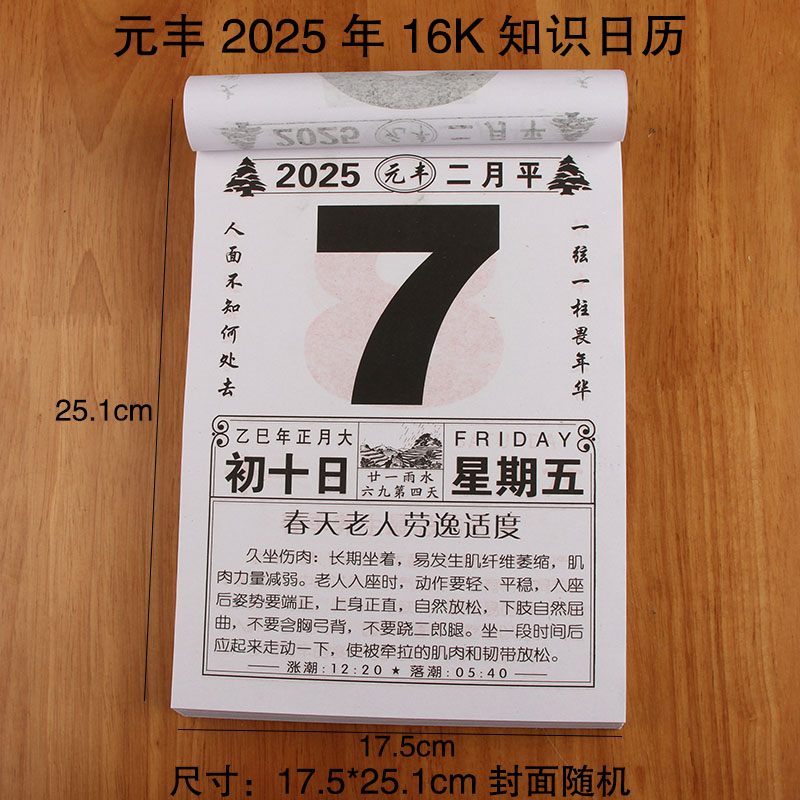 元丰 2025 年 16K 知识日历
2025 元丰 二月平
2025 元丰 二月平
7
人面不知何处去
一弦一柱畏年华
25.1cm
乙巳年正月大
初十日
廿一雨水
六九第四天
FRIDAY
星期五
春天老人劳逸适度
久坐伤肉：长期坐着，易发生肌纤维萎缩，肌
肉力量减弱。老人入座时，动作要轻、平稳，入座
后姿势要端正，上身正直，自然放松，下肢自然屈
曲，不要含胸弓背，不要跷二郎腿。坐一段时间后
应起来走动一下，使被牵拉的肌肉和韧带放松。
涨潮:12:20 ★ 落潮:05:40
17.5cm
尺寸：17.5*25.1cm 封面随机